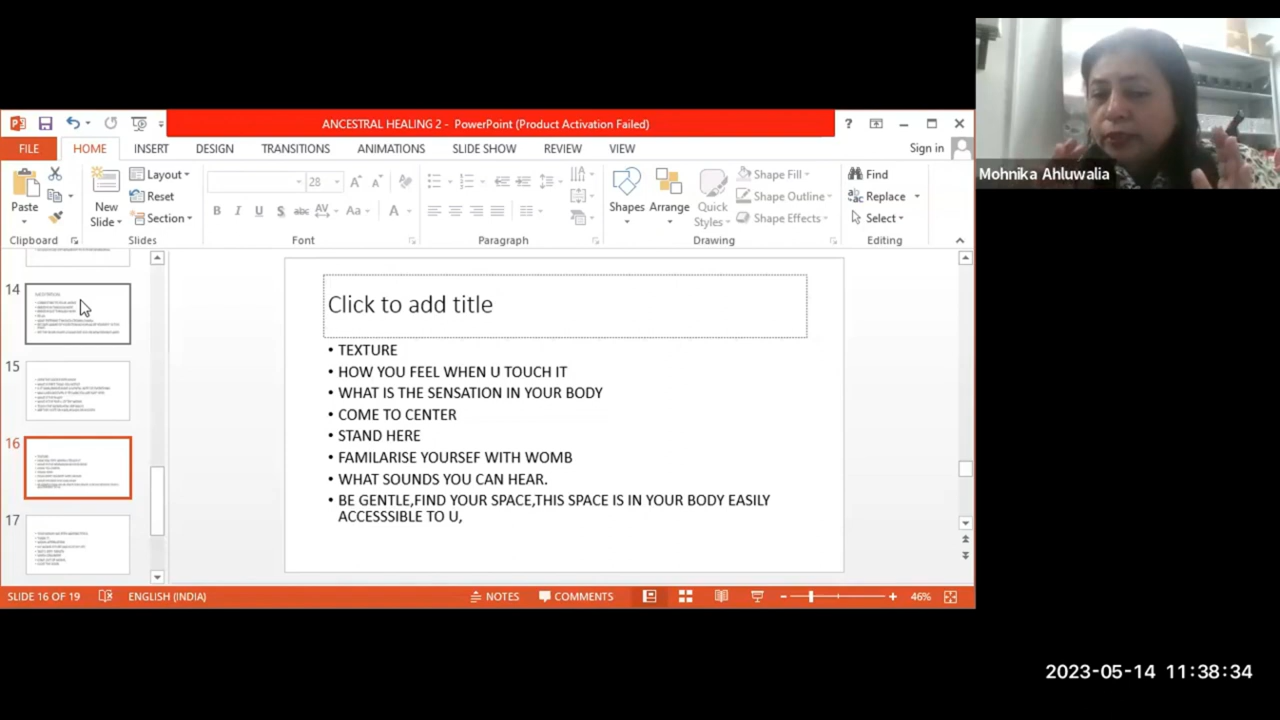 Mohnika Ahluwalia
ANCESTRAL HEALING 2 - PowerPoint (Product Activation Failed)
?
FILE HOME INSERT DESIGN TRANSITIONS ANIMATIONS SLIDE SHOW REVIEW VIEW Sign in
Paste
New Slide
Layout
Reset
Section
28
B I U S abc AV Aa A
Shapes
Arrange
Quick Styles
Shape Fill
Shape Outline
Shape Effects
Find
Replace
Select
Clipboard Slides Font Paragraph Drawing Editing
14
15
16
17
Click to add title
• TEXTURE
• HOW YOU FEEL WHEN U TOUCH IT
• WHAT IS THE SENSATION IN YOUR BODY
• COME TO CENTER
• STAND HERE
• FAMILARISE YOURSEF WITH WOMB
• WHAT SOUNDS YOU CAN HEAR.
• BE GENTLE,FIND YOUR SPACE,THIS SPACE IS IN YOUR BODY EASILY
ACCESSSIBLE TO U,
SLIDE 16 OF 19 ENGLISH (INDIA) NOTES COMMENTS 46%
2023-05-14 11:38:34